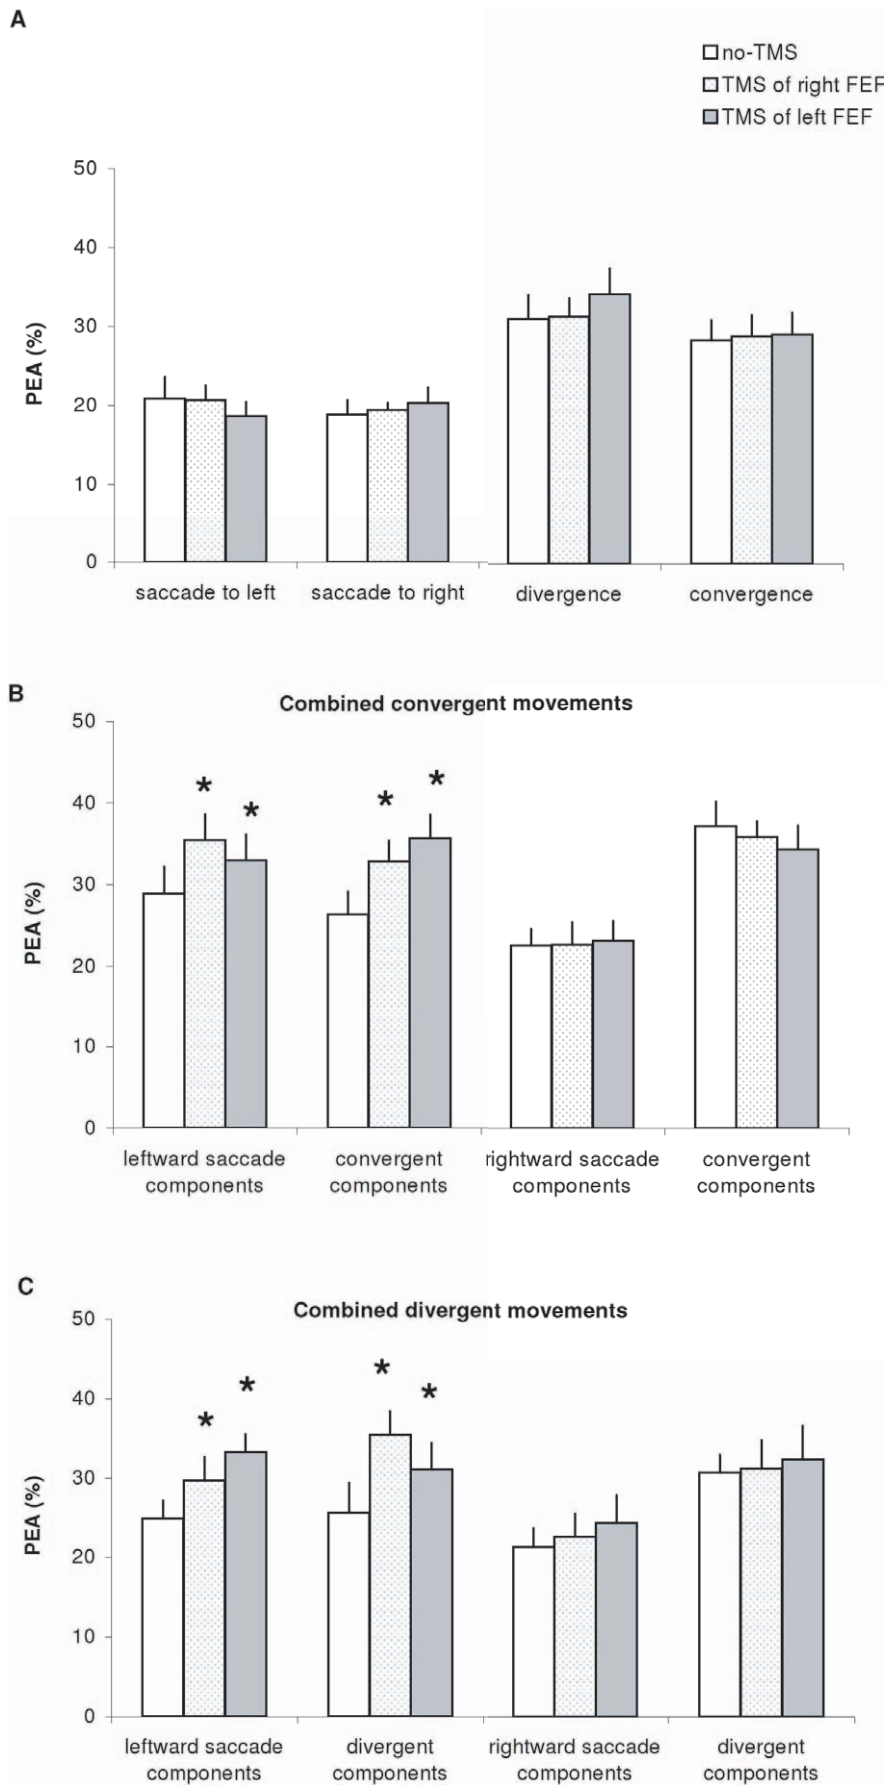 A
no-TMS
TMS of right FEF
TMS of left FEF
50
40
30
20
10
0
PEA (%)
saccade to left saccade to right divergence convergence
B
Combined convergent movements
50
40
30
20
10
0
PEA (%)
* * * *
leftward saccade convergent rightward saccade convergent
components components components components
C
Combined divergent movements
50
40
30
20
10
0
PEA (%)
* * * *
leftward saccade divergent rightward saccade divergent
components components components components